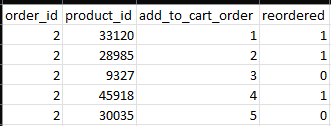 order_id product_id add_to_cart_order reordered
2 33120 1 1
2 28985 2 1
2 9327 3 0
2 45918 4 1
2 30035 5 0